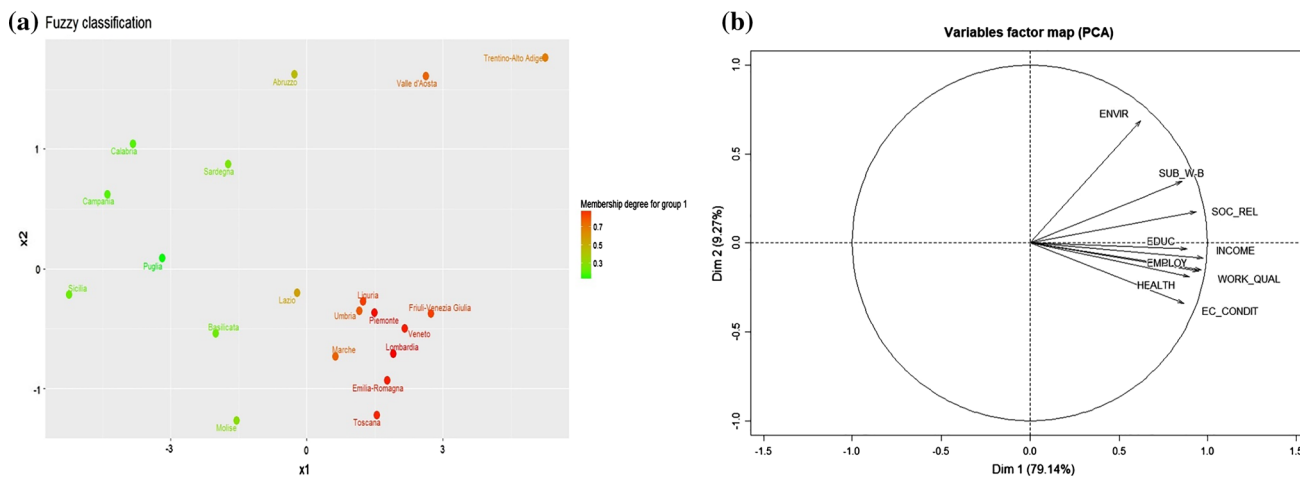 (a) Fuzzy classification
Trentino-Alto Adige
Abruzzo
Valle d'Aosta
1
Calabria
Sardegna
Campania
x2
Puglia
0
Sicilia
Lazio
Liguria
Umbria
Piemonte
Friuli-Venezia Giulia
Basilicata
Veneto
Marche
Lombardia
Emilia-Romagna
-1
Toscana
Molise
-3 0 3
x1
Membership degree for group 1
0.7
0.5
0.3
(b)
Variables factor map (PCA)
1.0
ENVIR
0.5
SUB_W-B
SOC_REL
0.0
EDUC
INCOME
EMPLOY
WORK_QUAL
HEALTH
EC_CONDIT
-0.5
-1.0
Dim 2 (9.27%)
-1.5 -1.0 -0.5 0.0 0.5 1.0 1.5
Dim 1 (79.14%)